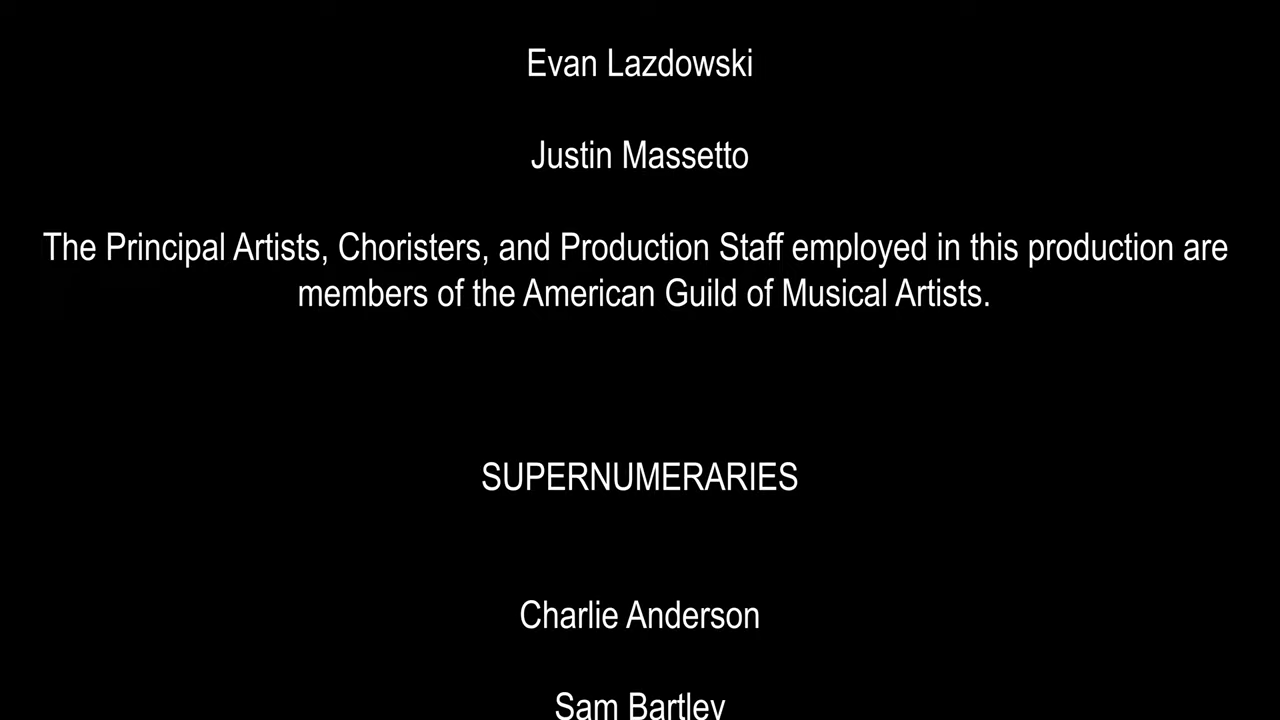 Evan Lazdowski
Justin Massetto
The Principal Artists, Choristers, and Production Staff employed in this production are
members of the American Guild of Musical Artists.
SUPERNUMERARIES
Charlie Anderson
Sam Bartley